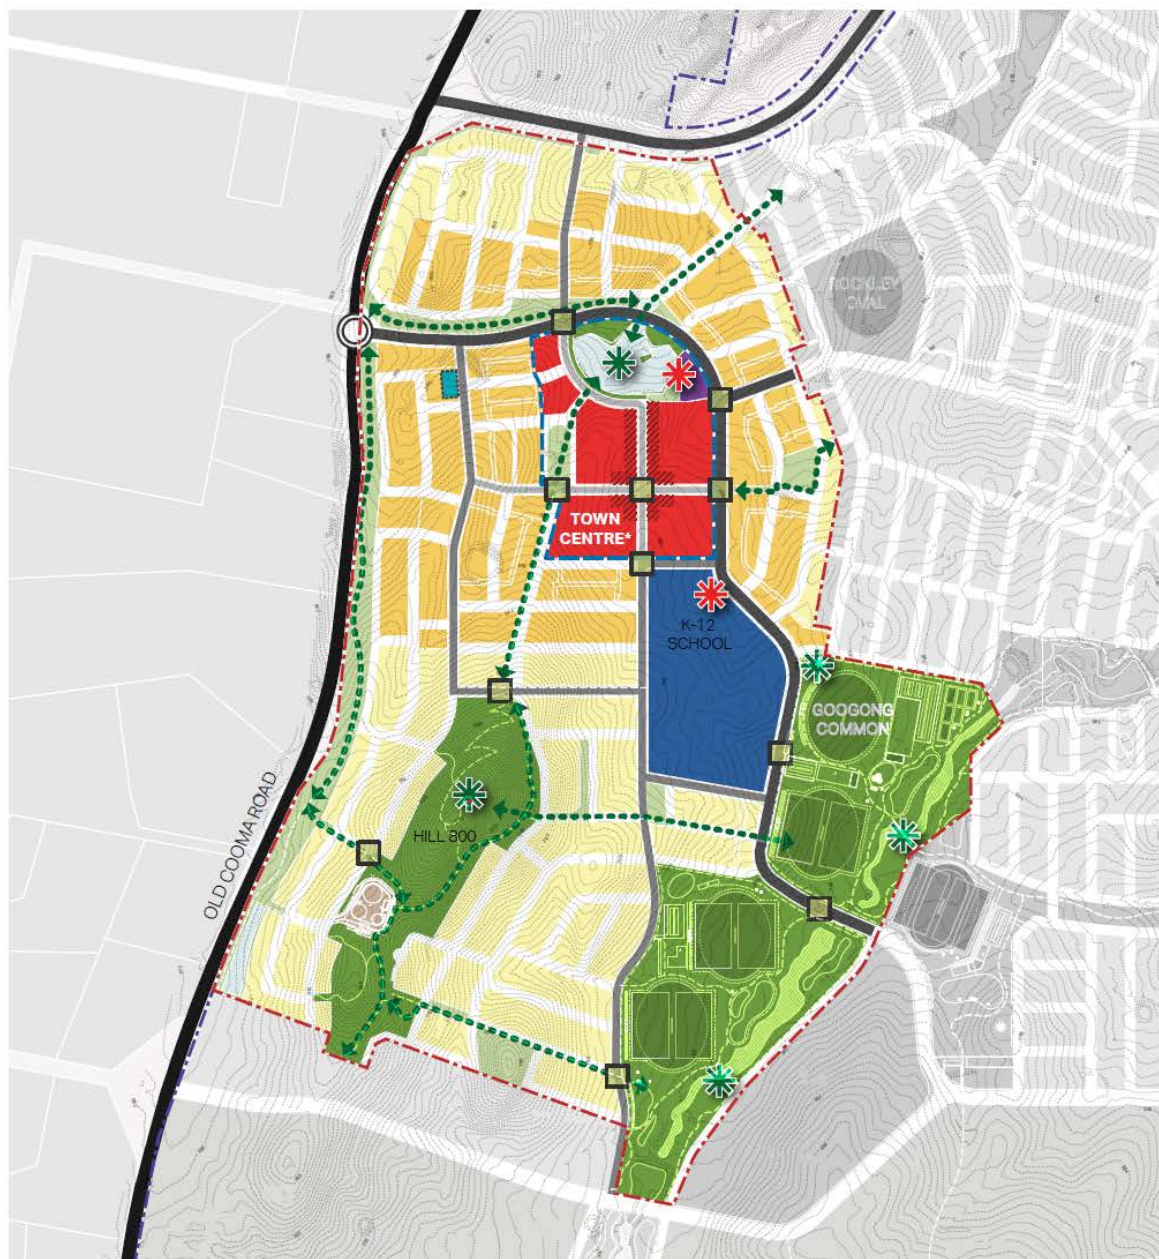 ROCKLEY
OVAL
TOWN
CENTRE*
K-12
SCHOOL
GOOGONG
COMMON
HILL 800
OLD COOMA ROAD